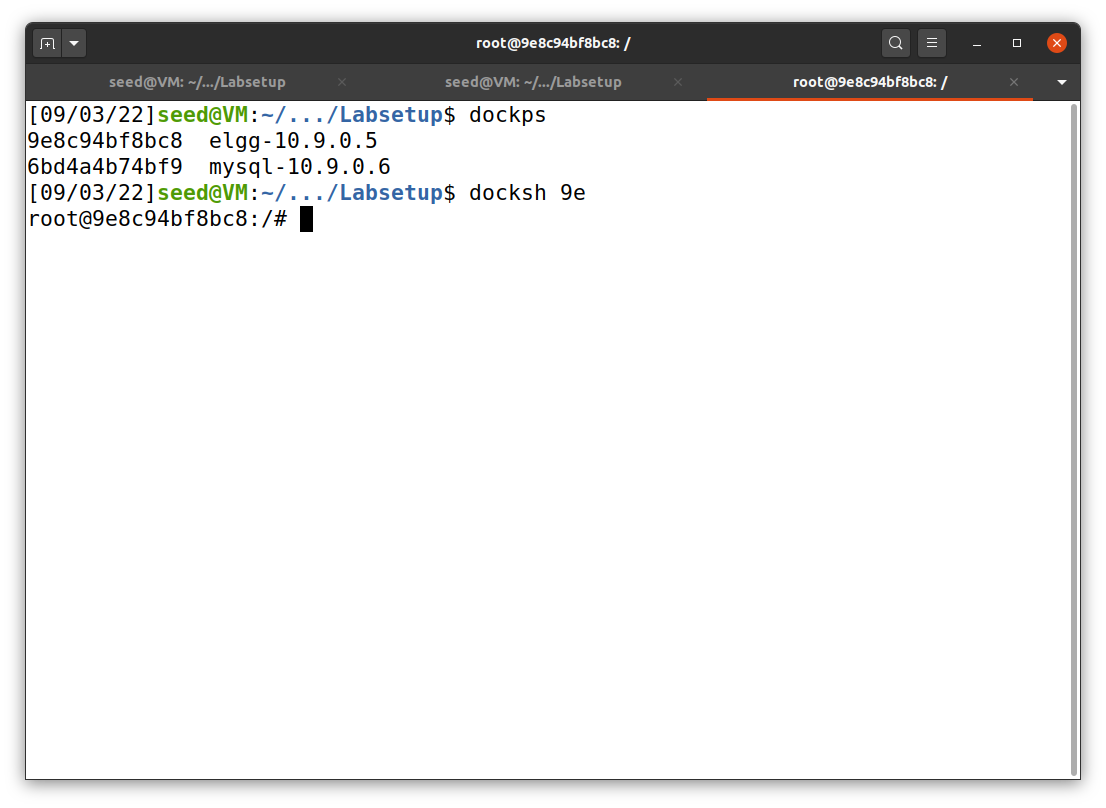 root@9e8c94bf8bc8: /
seed@VM: ~/.../Labsetup
seed@VM: ~/.../Labsetup
root@9e8c94bf8bc8: /
[09/03/22]seed@VM:~/.../Labsetup$ dockps
9e8c94bf8bc8  elgg-10.9.0.5
6bd4a4b74bf9  mysql-10.9.0.6
[09/03/22]seed@VM:~/.../Labsetup$ docksh 9e
root@9e8c94bf8bc8:/#